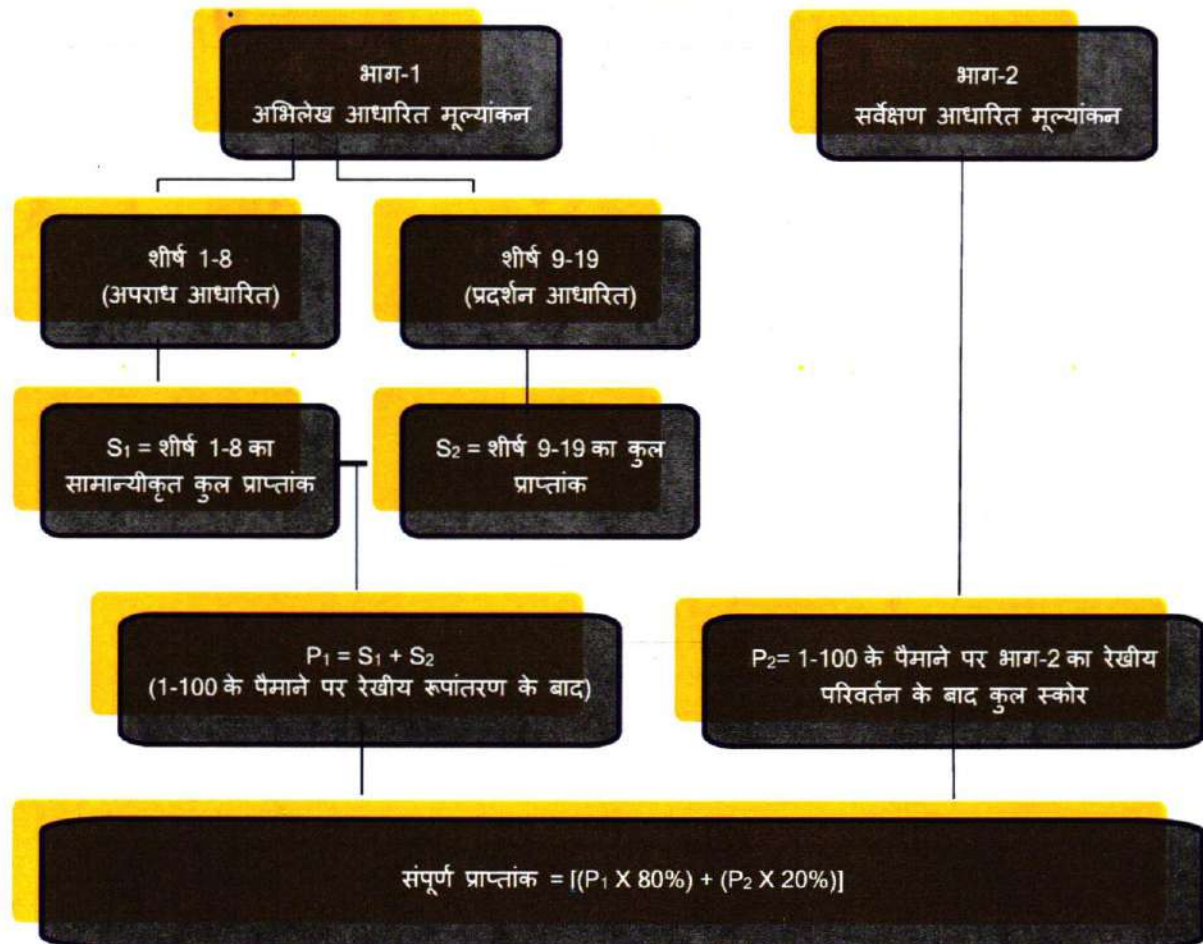 भाग-1
अभिलेख आधारित मूल्यांकन
भाग-2
सर्वेक्षण आधारित मूल्यांकन
शीर्ष 1-8
(अपराध आधारित)
शीर्ष 9-19
(प्रदर्शन आधारित)
S₁ = शीर्ष 1-8 का
सामान्यीकृत कुल प्राप्तांक
S₂ = शीर्ष 9-19 का कुल
प्राप्तांक
P₁ = S₁ + S₂
(1-100 के पैमाने पर रेखीय रूपांतरण के बाद)
P₂= 1-100 के पैमाने पर भाग-2 का रेखीय
परिवर्तन के बाद कुल स्कोर
संपूर्ण प्राप्तांक = [(P₁ X 80%) + (P₂ X 20%)]